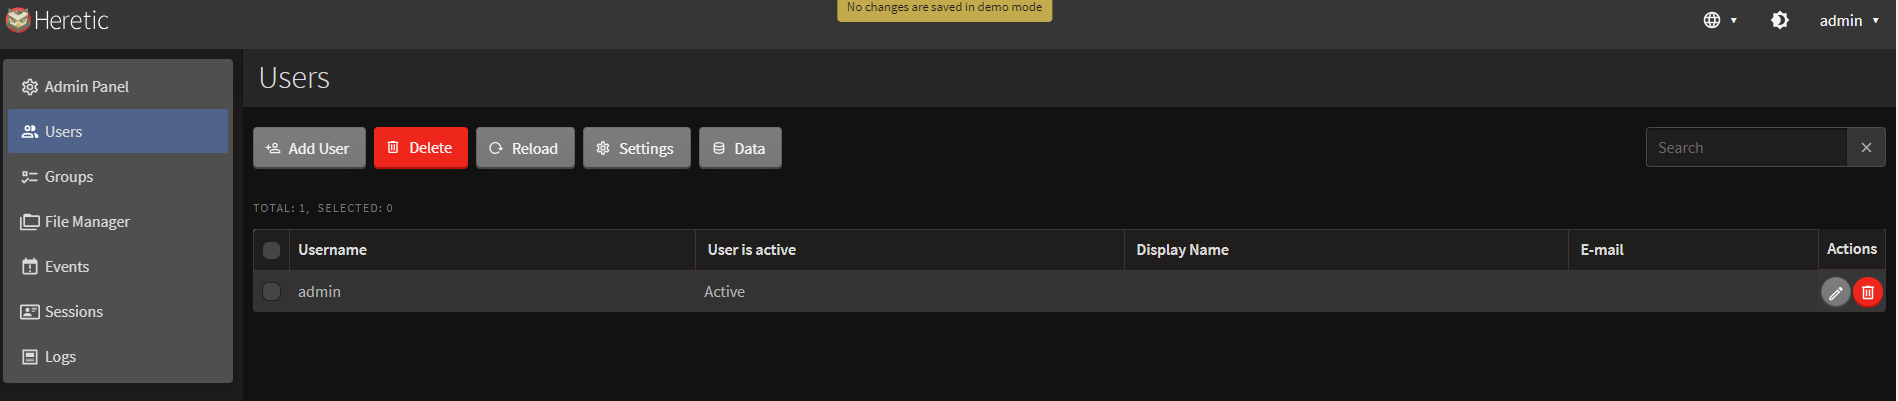 Heretic
No changes are saved in demo mode
admin
Admin Panel
Users
Groups
File Manager
Events
Sessions
Logs
Users
Add User
Delete
Reload
Settings
Data
Search
TOTAL: 1, SELECTED: 0
Username User is active Display Name E-mail Actions
admin Active